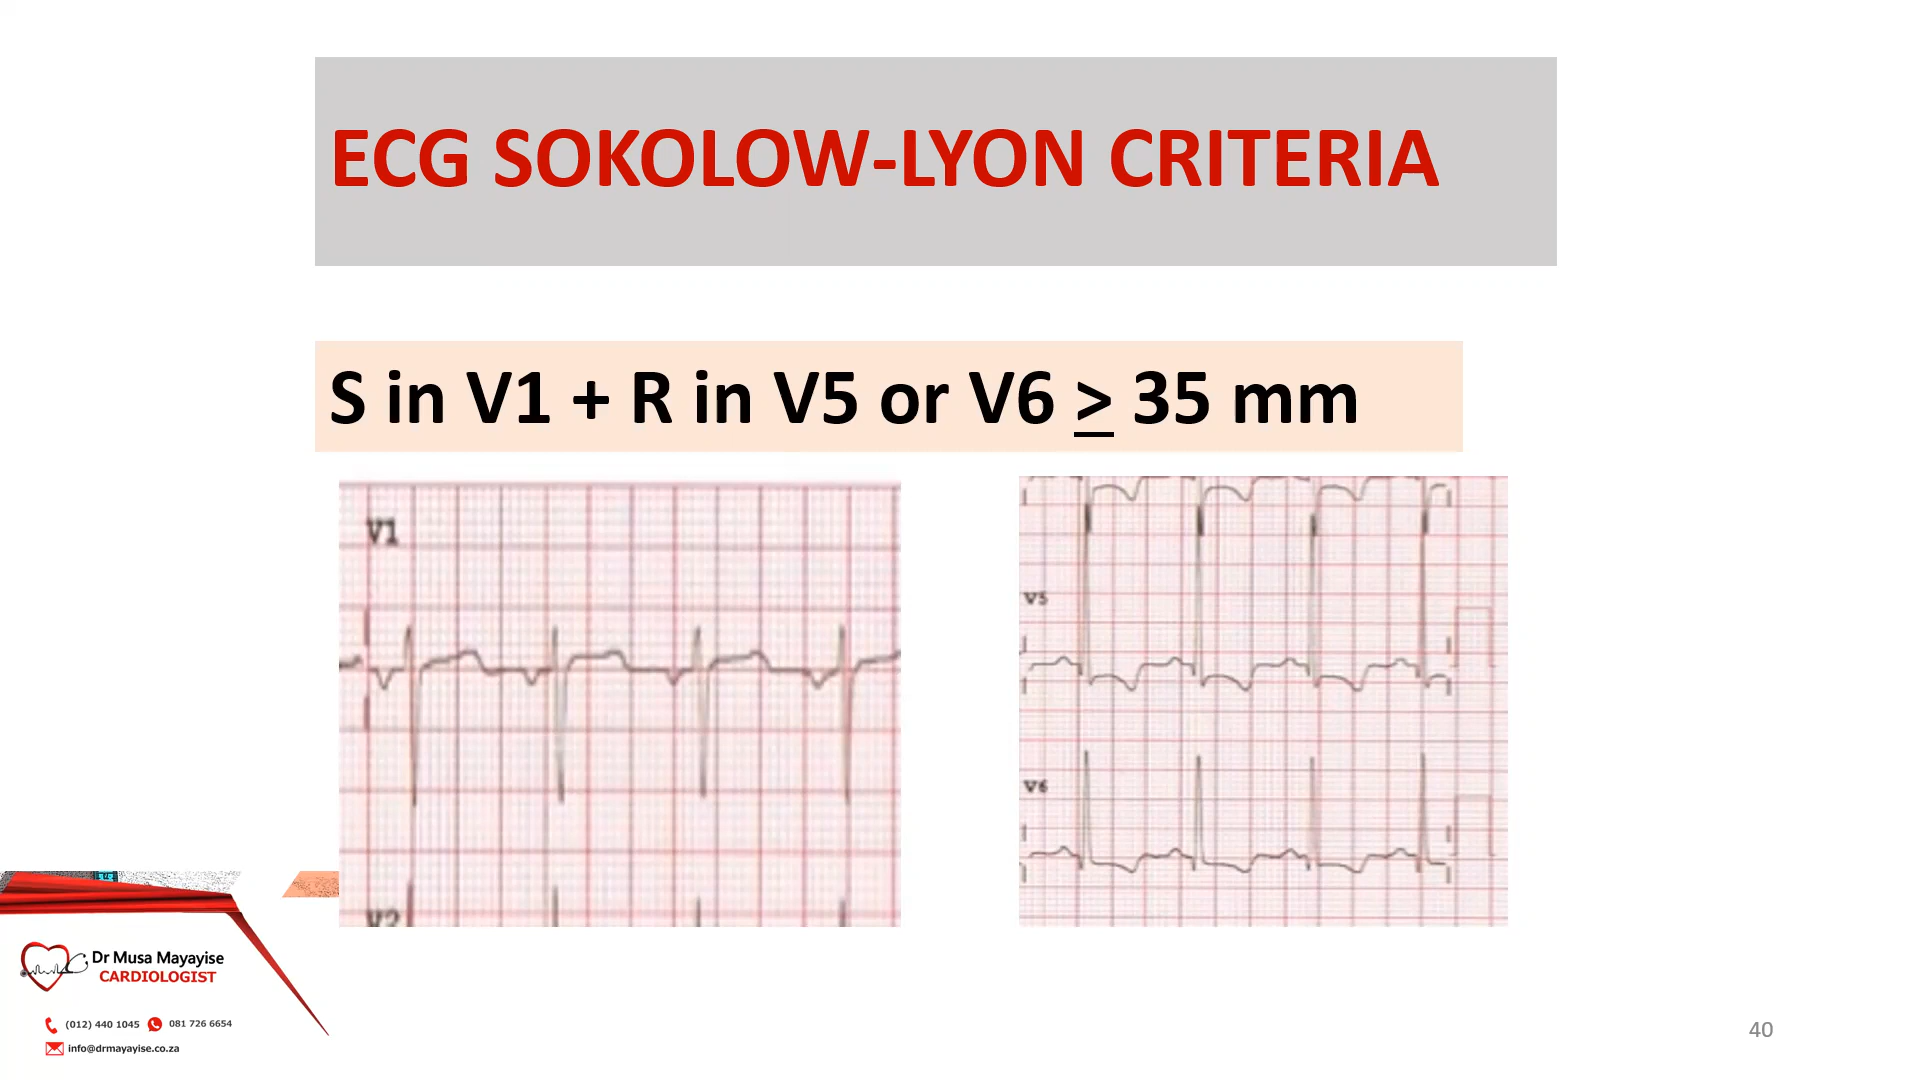 ECG SOKOLOW-LYON CRITERIA
S in V1 + R in V5 or V6 > 35 mm
V1
V2
V5
V6
Dr Musa Mayayise
CARDIOLOGIST
(012) 440 1045 081 726 6654
info@drmayayise.co.za
40